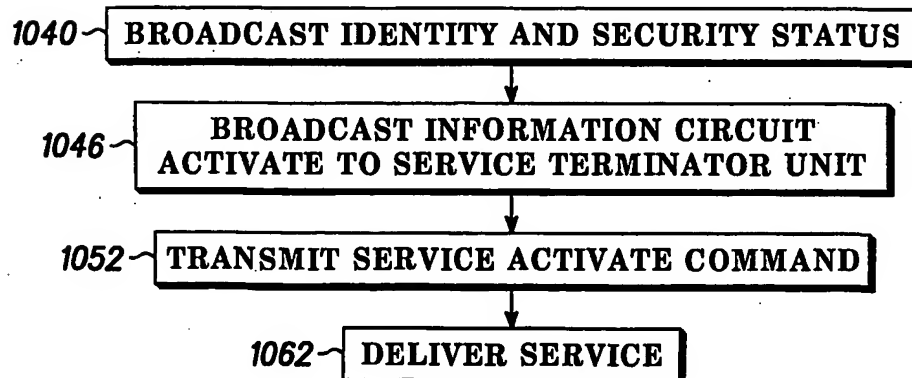 1040 BROADCAST IDENTITY AND SECURITY STATUS
1046 BROADCAST INFORMATION CIRCUIT
ACTIVATE TO SERVICE TERMINATOR UNIT
1052 TRANSMIT SERVICE ACTIVATE COMMAND
1062 DELIVER SERVICE